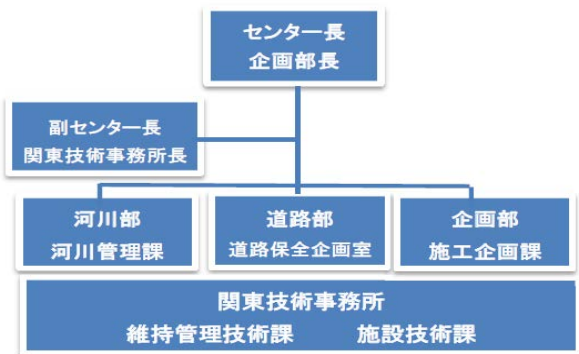 センター長
企画部長
副センター長
関東技術事務所長
河川部
河川管理課
道路部
道路保全企画室
企画部
施工企画課
関東技術事務所
維持管理技術課 施設技術課